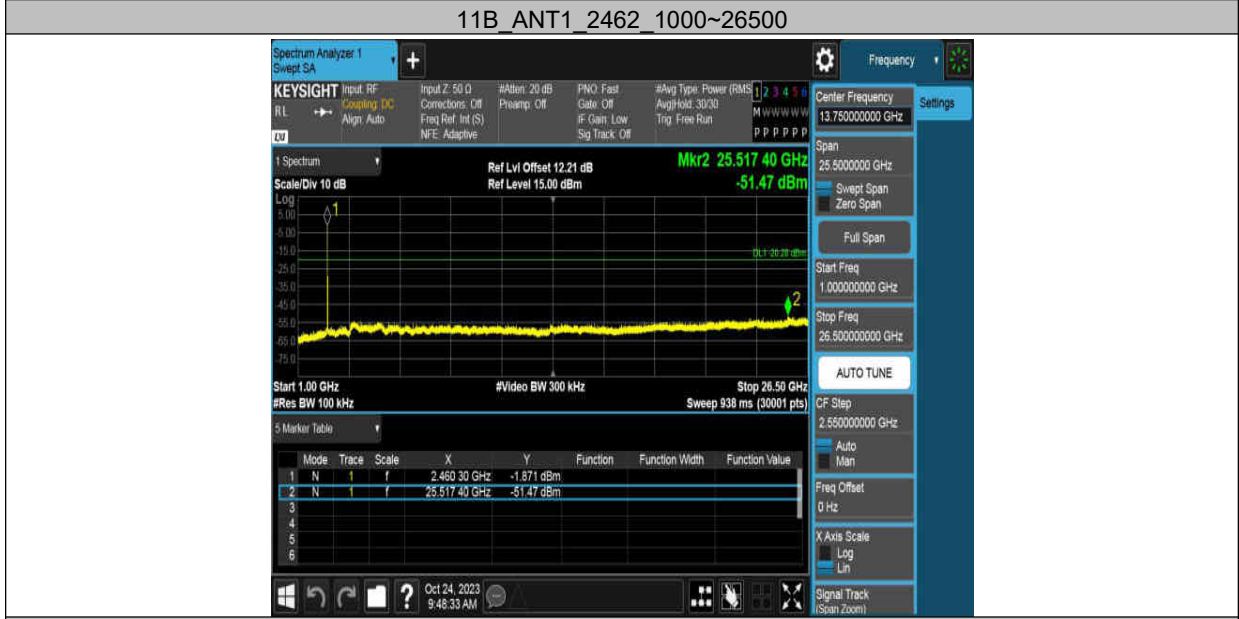 11B_ANT1_2462_1000~26500
Spectrum Analyzer 1
Swept SA
+
Frequency
KEYSIGHT
RL
LXI
Input: RF
Coupling: DC
Align: Auto
Input Z: 50 Ω
Corrections: Off
Freq Ref: Int (S)
NFE: Adaptive
#Atten: 20 dB
Preamp: Off
PNO: Fast
Gate: Off
IF Gain: Low
Sig Track: Off
#Avg Type: Power (RMS
Avg|Hold: 30/30
Trig: Free Run
1 2 3 4 5 6
M W W W W W
P P P P P P
Center Frequency
13.750000000 GHz
Settings
1 Spectrum
Scale/Div 10 dB
Ref Lvl Offset 12.21 dB
Ref Level 15.00 dBm
Mkr2 25.517 40 GHz
-51.47 dBm
Log
5.00
-5.00
-15.0
-25.0
-35.0
-45.0
-55.0
-65.0
-75.0
1
DL1 -20.20 dBm
2
Start 1.00 GHz
#Res BW 100 kHz
#Video BW 300 kHz
Stop 26.50 GHz
Sweep 938 ms (30001 pts)
Span
25.5000000 GHz
Swept Span
Zero Span
Full Span
Start Freq
1.000000000 GHz
Stop Freq
26.500000000 GHz
AUTO TUNE
CF Step
2.550000000 GHz
Auto
Man
Freq Offset
0 Hz
X Axis Scale
Log
Lin
Signal Track
(Span Zoom)
5 Marker Table
Mode Trace Scale X Y Function Function Width Function Value
1 N 1 f 2.460 30 GHz -1.871 dBm
2 N 1 f 25.517 40 GHz -51.47 dBm
3
4
5
6
?
Oct 24, 2023
9:48:33 AM